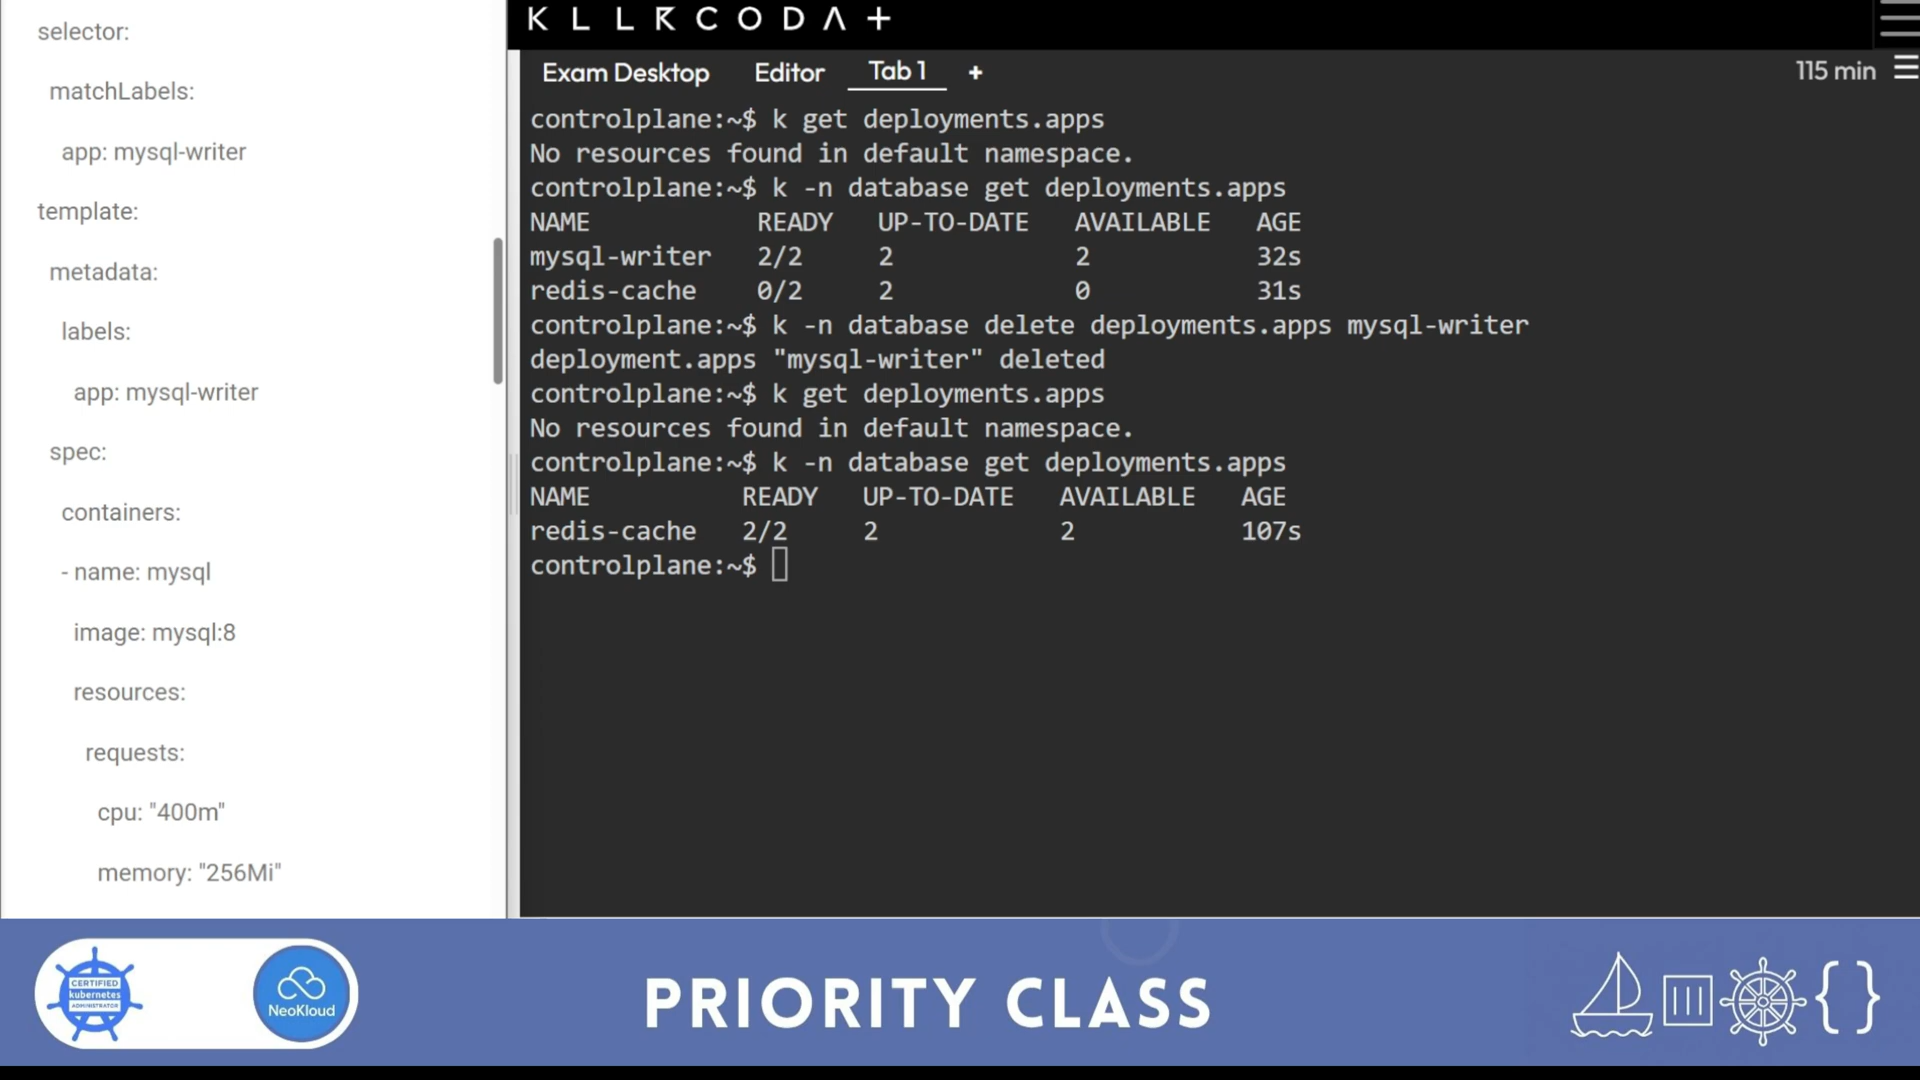 selector:
matchLabels:
app: mysql-writer
template:
metadata:
labels:
app: mysql-writer
spec:
containers:
- name: mysql
image: mysql:8
resources:
requests:
cpu: "400m"
memory: "256Mi"
KLLRCODA+
Exam Desktop Editor Tab 1 +
115 min
controlplane:~$ k get deployments.apps
No resources found in default namespace.
controlplane:~$ k -n database get deployments.apps
NAME READY UP-TO-DATE AVAILABLE AGE
mysql-writer 2/2 2 2 32s
redis-cache 0/2 2 0 31s
controlplane:~$ k -n database delete deployments.apps mysql-writer
deployment.apps "mysql-writer" deleted
controlplane:~$ k get deployments.apps
No resources found in default namespace.
controlplane:~$ k -n database get deployments.apps
NAME READY UP-TO-DATE AVAILABLE AGE
redis-cache 2/2 2 2 107s
controlplane:~$
CERTIFIED
kubernetes
ADMINISTRATOR
NeoKloud
PRIORITY CLASS